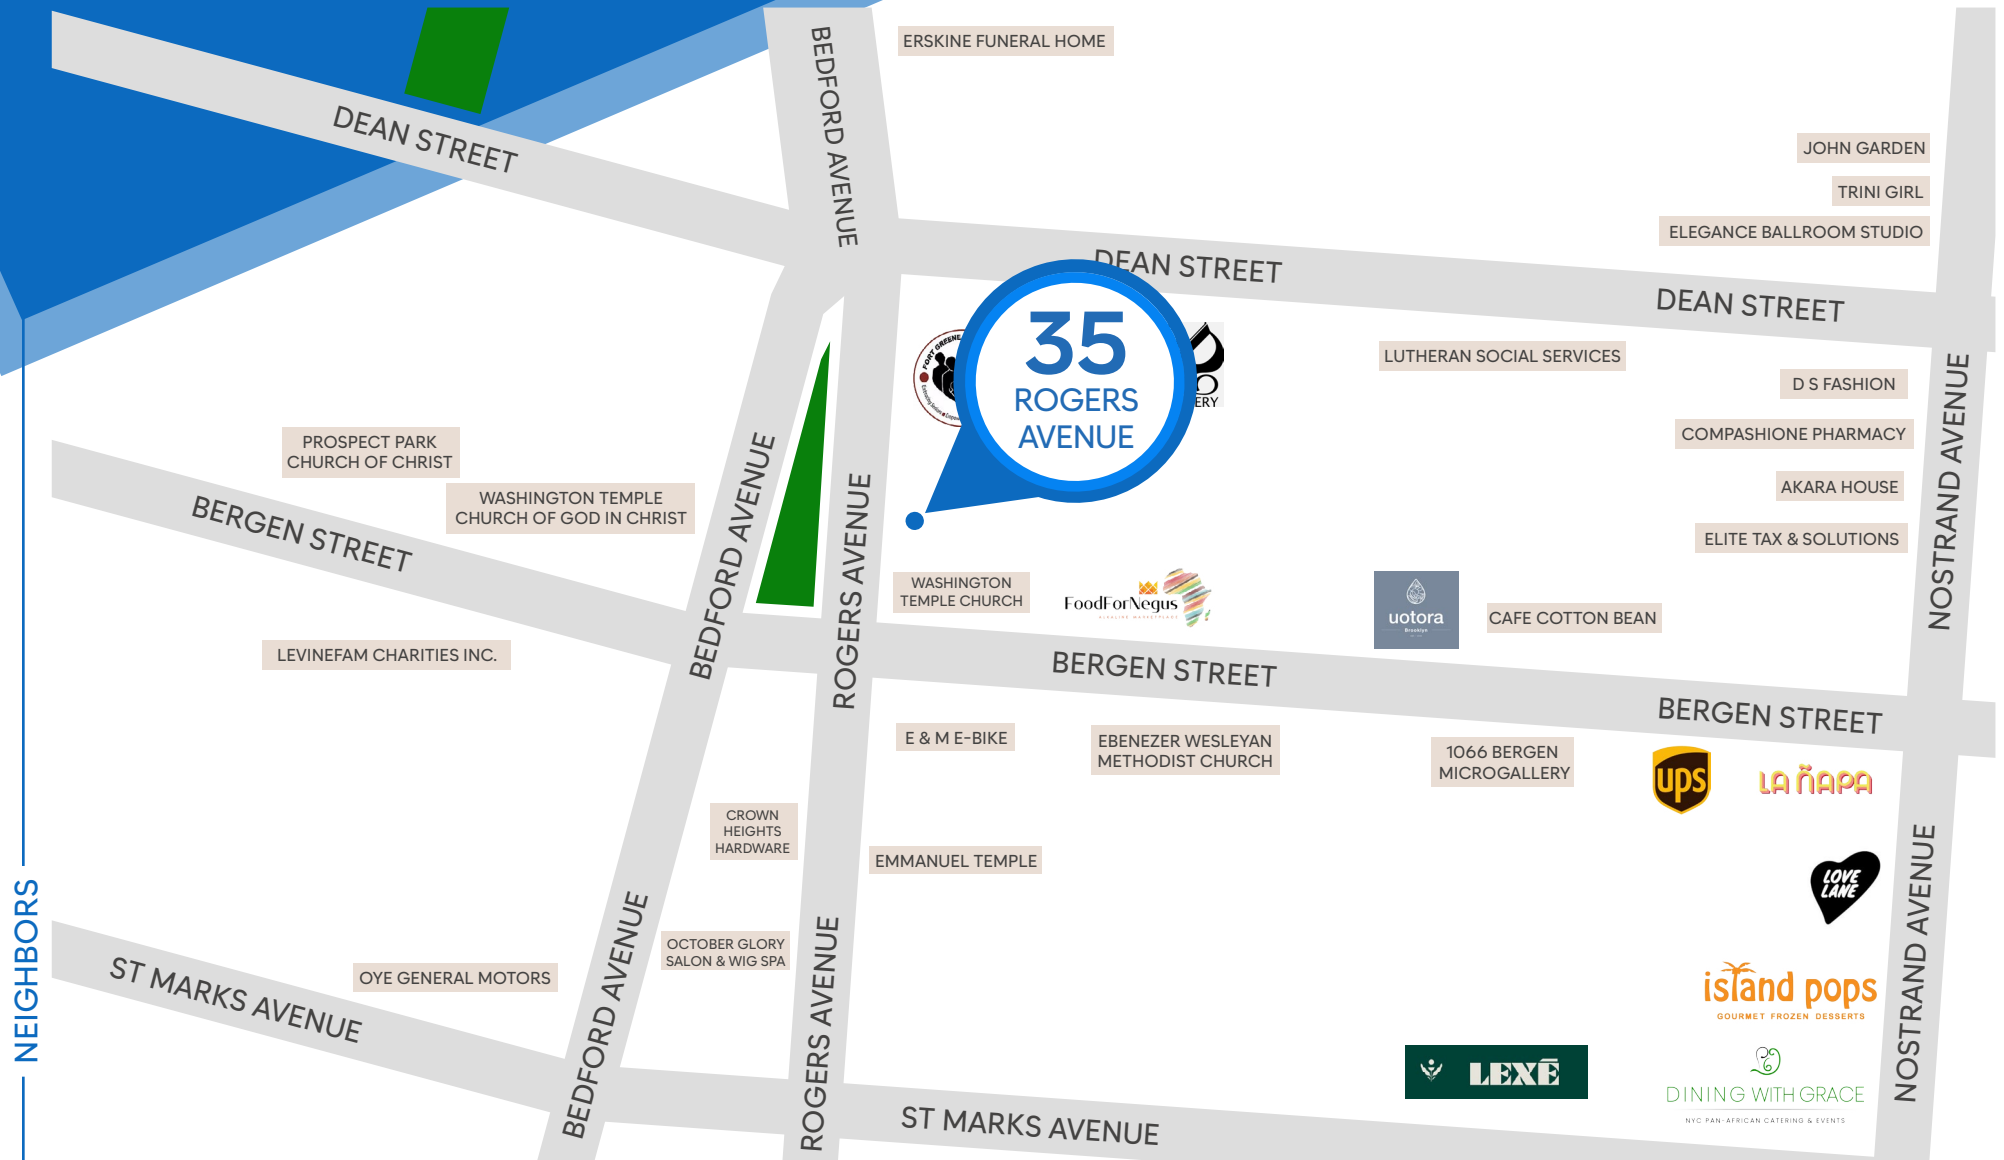 BEDFORD AVENUE
ERSKINE FUNERAL HOME
DEAN STREET
JOHN GARDEN
TRINI GIRL
ELEGANCE BALLROOM STUDIO
DEAN STREET
DEAN STREET
35
ROGERS
AVENUE
FORT GREENE
ERY
LUTHERAN SOCIAL SERVICES
D S FASHION
COMPASHIONE PHARMACY
AKARA HOUSE
ELITE TAX & SOLUTIONS
NOSTRAND AVENUE
PROSPECT PARK
CHURCH OF CHRIST
WASHINGTON TEMPLE
CHURCH OF GOD IN CHRIST
BERGEN STREET
BEDFORD AVENUE
ROGERS AVENUE
WASHINGTON
TEMPLE CHURCH
FoodForNegus
ALKALINE MARKETPLACE
uotora
Brooklyn
CAFE COTTON BEAN
LEVINEFAM CHARITIES INC.
BERGEN STREET
BERGEN STREET
E & M E-BIKE
EBENEZER WESLEYAN
METHODIST CHURCH
1066 BERGEN
MICROGALLERY
ups
LA ÑAPA
CROWN
HEIGHTS
HARDWARE
EMMANUEL TEMPLE
LOVE
LANE
NOSTRAND AVENUE
NEIGHBORS
ST MARKS AVENUE
OYE GENERAL MOTORS
BEDFORD AVENUE
OCTOBER GLORY
SALON & WIG SPA
ROGERS AVENUE
island pops
GOURMET FROZEN DESSERTS
LEXĒ
DINING WITH GRACE
NYC PAN-AFRICAN CATERING & EVENTS
ST MARKS AVENUE